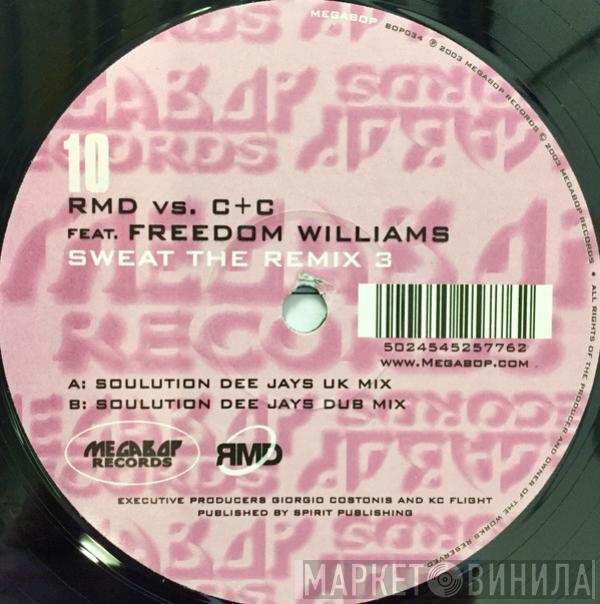 MEGABOP BOP034 ℗ 2003 MEGABOP RECORDS © 2003 MEGABOP RECORDS • ALL RIGHTS OF THE PRODUCER AND OWNER OF THE WORKS RESERVED
10
RMD vs. C+C
FEAT. FREEDOM WILLIAMS
SWEAT THE REMIX 3
5024545257762
WWW.MEGABOP.COM
A: SOULUTION DEE JAYS UK MIX
B: SOULUTION DEE JAYS DUB MIX
MEGABOP
RECORDS
RMD
EXECUTIVE PRODUCERS GIORGIO COSTONIS AND KC FLIGHT
PUBLISHED BY SPIRIT PUBLISHING
МАРКЕТ ВИНИЛА